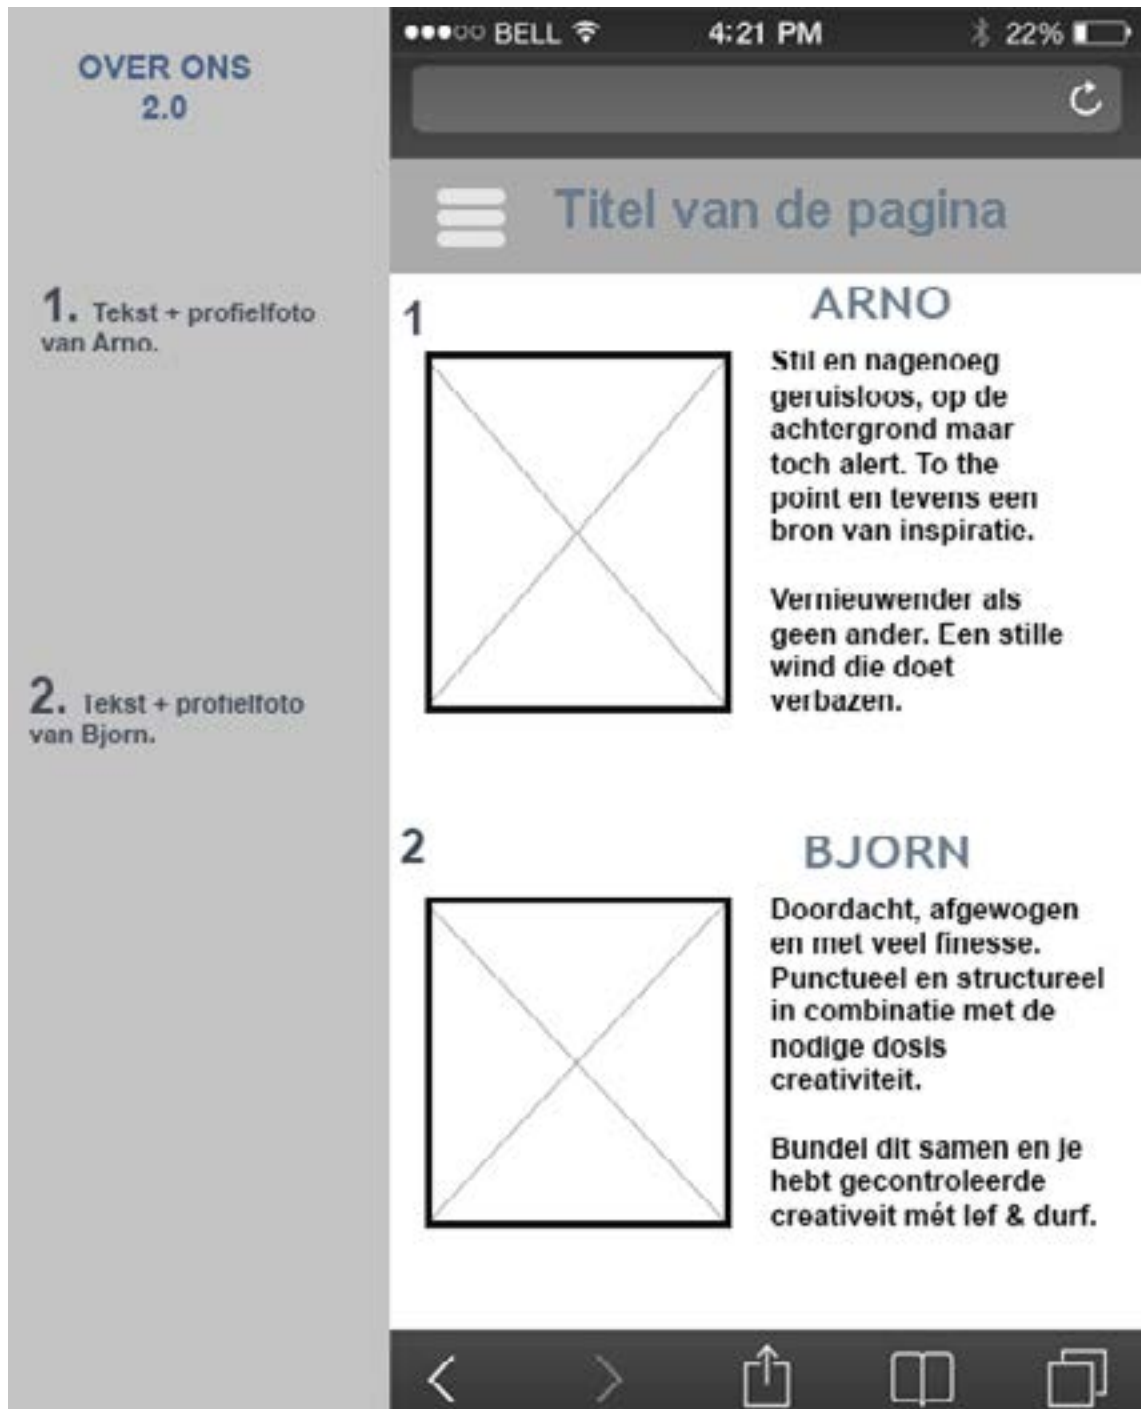 OVER ONS
2.0
1. Tekst + profielfoto
van Arno.
2. Tekst + profielfoto
van Bjorn.
BELL
4:21 PM
22%
Titel van de pagina
1
ARNO
Stil en nagenoeg
geruisloos, op de
achtergrond maar
toch alert. To the
point en tevens een
bron van inspiratie.
Vernieuwender als
geen ander. Een stille
wind die doet
verbazen.
2
BJORN
Doordacht, afgewogen
en met veel finesse.
Punctueel en structureel
in combinatie met de
nodige dosis
creativiteit.
Bundel dit samen en je
hebt gecontroleerde
creativeit mét lef & durf.